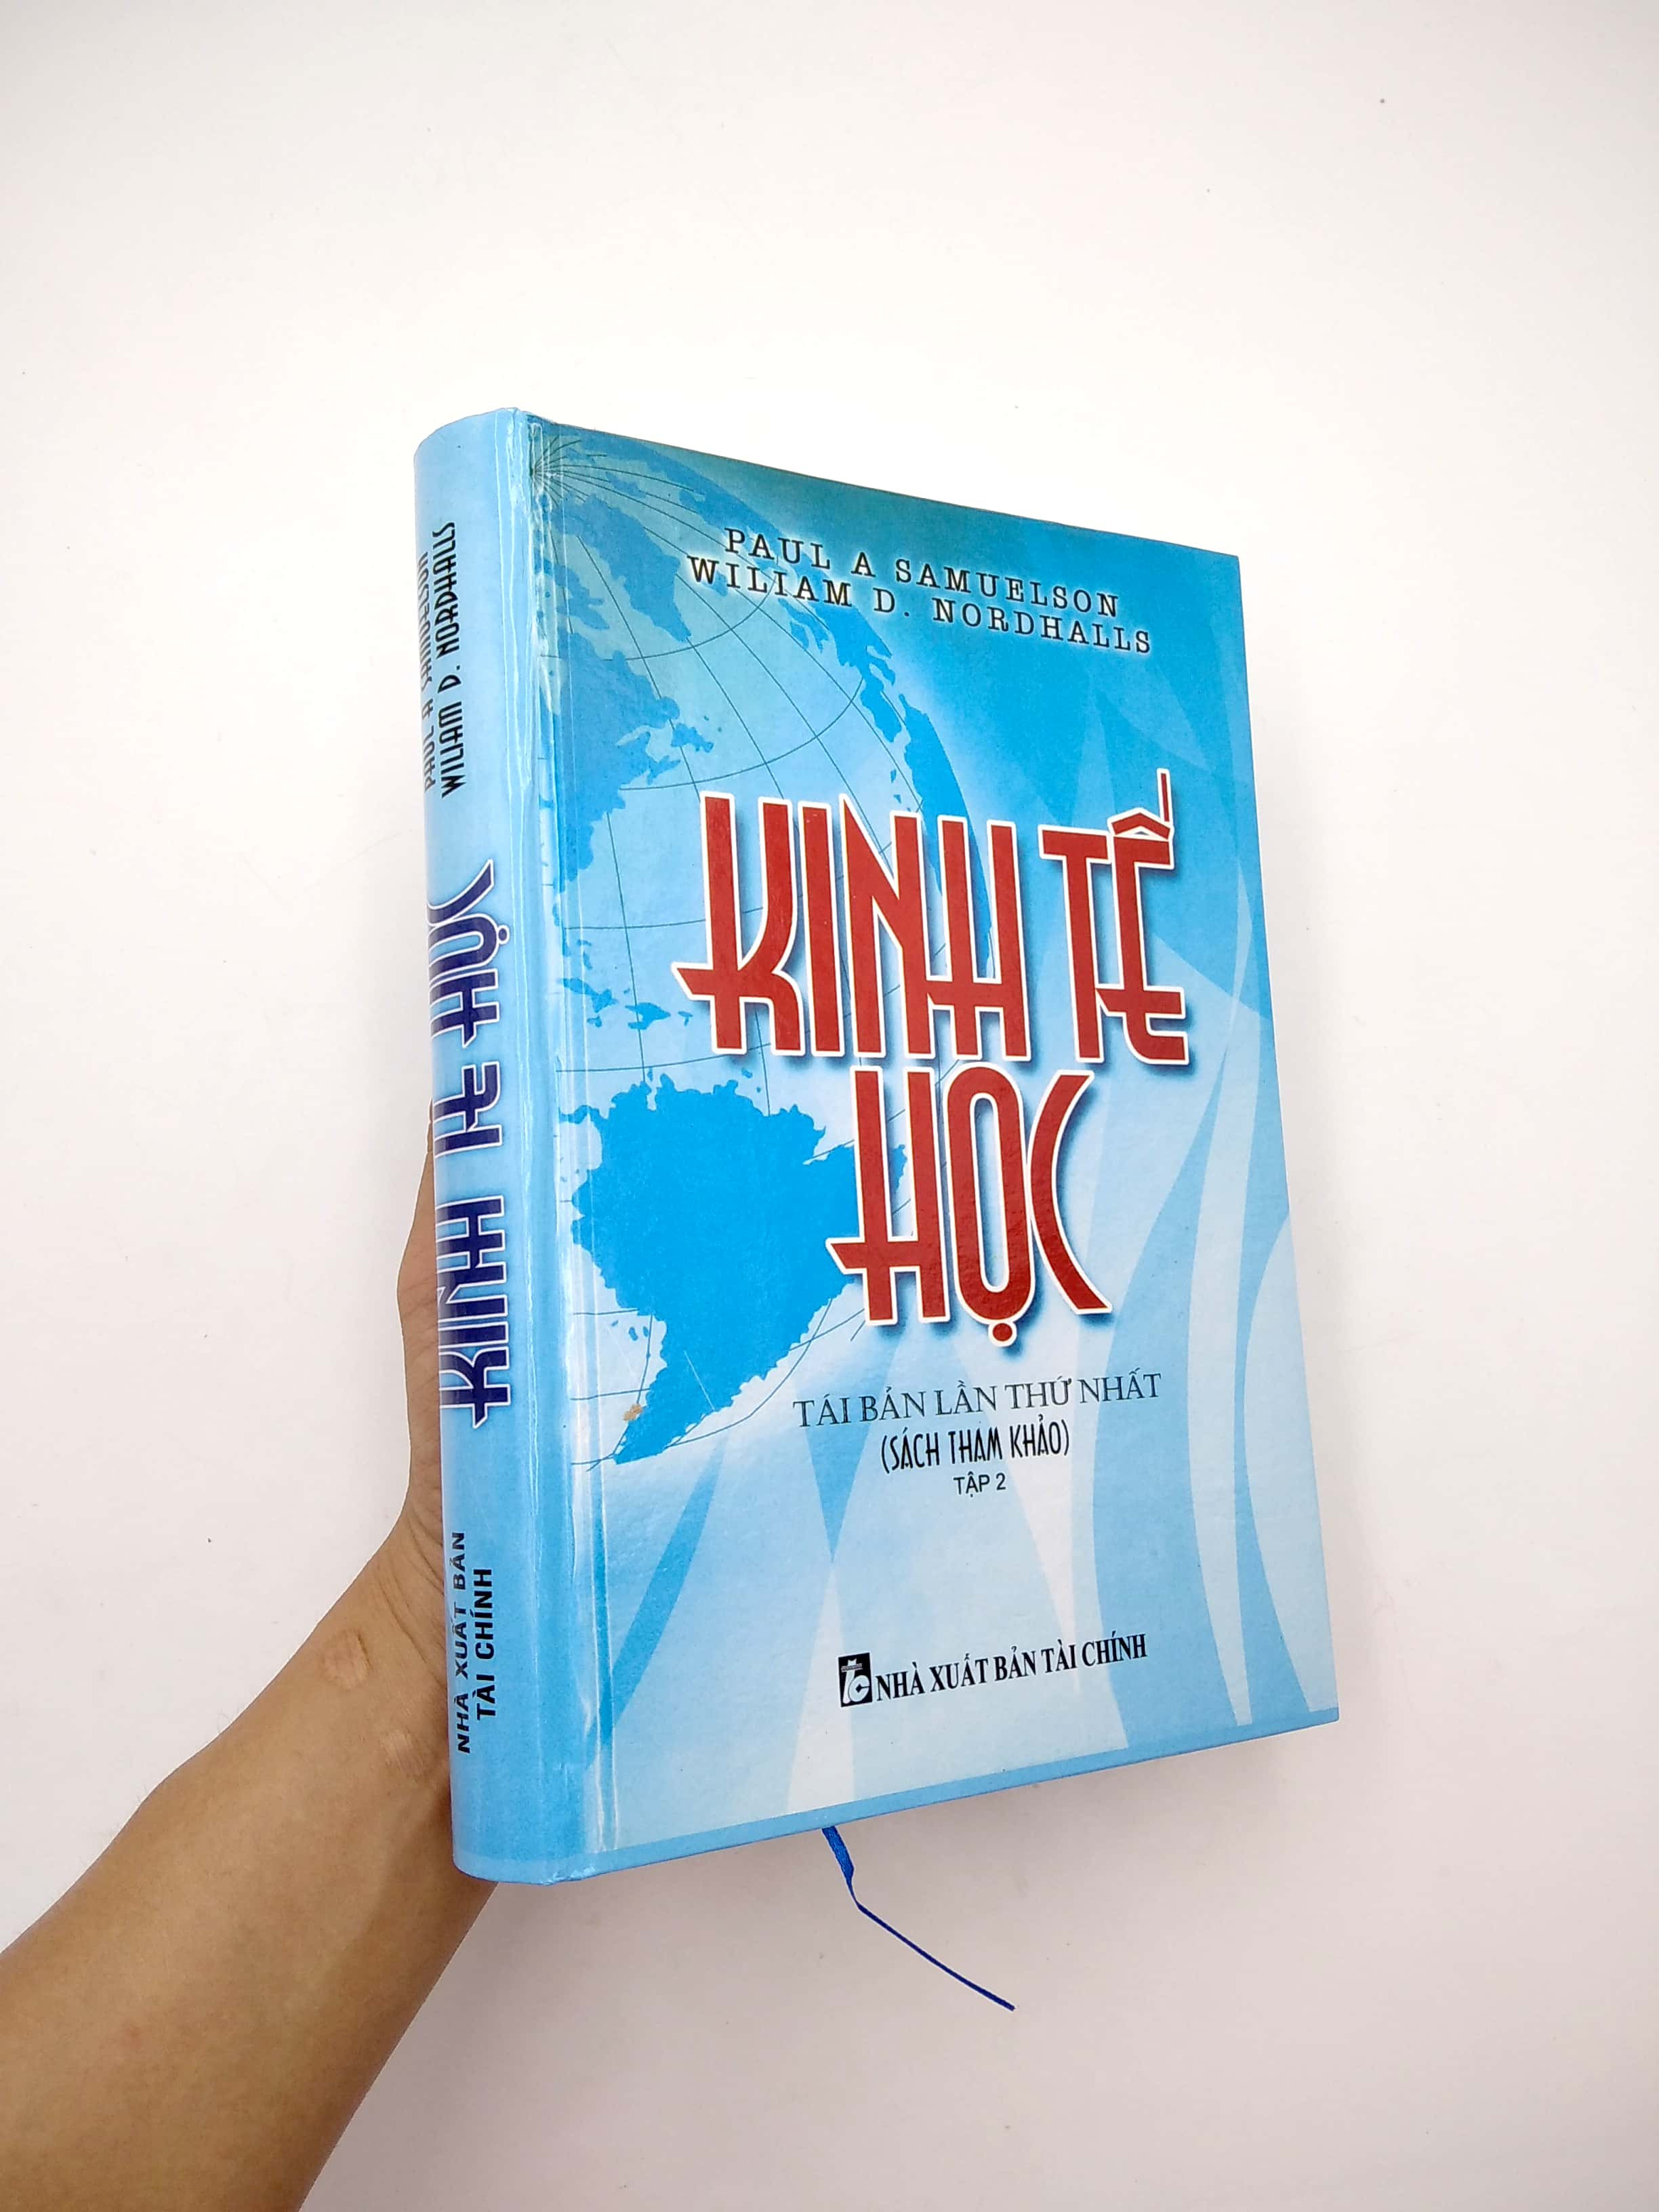 PAUL A SAMUELSON
WILIAM D. NORDHALLS
KINH TẾ
HỌC
TÁI BẢN LẦN THỨ NHẤT
(SÁCH THAM KHẢO)
TẬP 2
NHÀ XUẤT BẢN TÀI CHÍNH
PAUL A SAMUELSON
WILIAM D. NORDHALLS
KINH TẾ HỌC
NHÀ XUẤT BẢN
TÀI CHÍNH